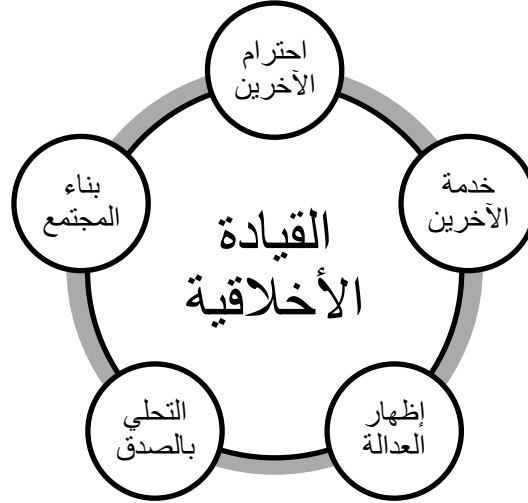 احترام
الآخرين
خدمة
الآخرين
إظهار
العدالة
التحلي
بالصدق
بناء
المجتمع
القيادة
الأخلاقية